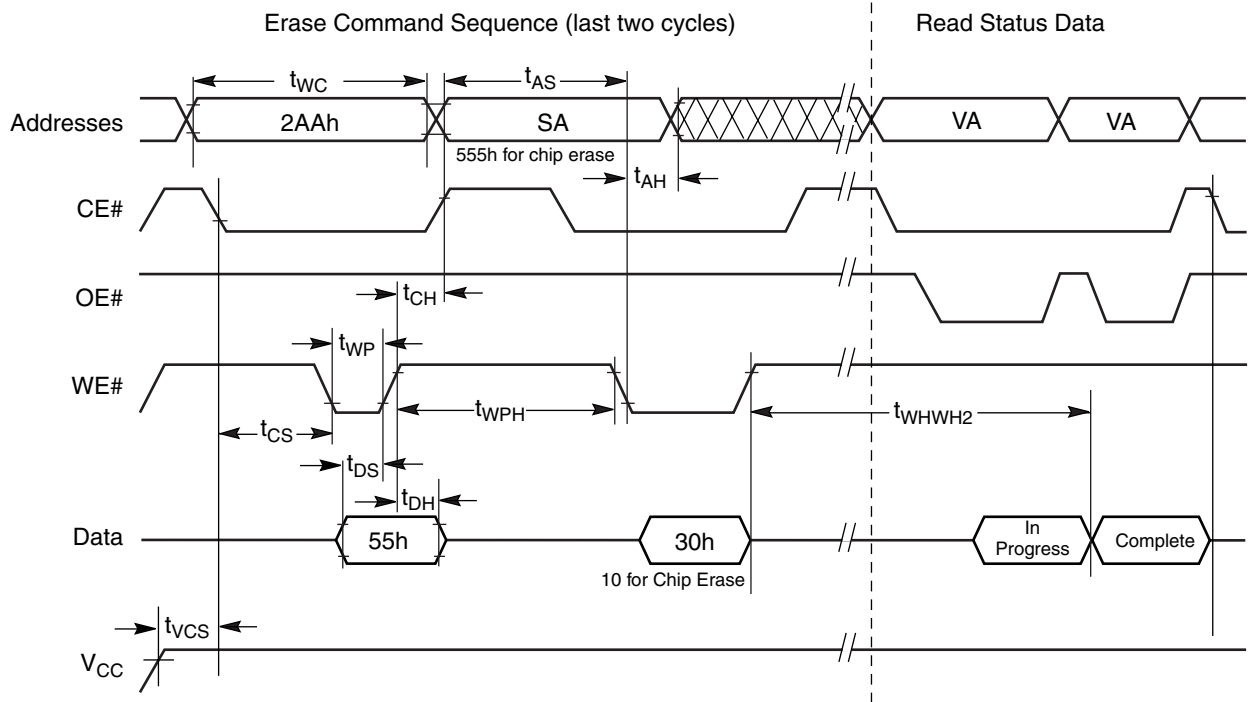 Erase Command Sequence (last two cycles)
Read Status Data
tWC
tAS
Addresses
2AAh
SA
VA
VA
555h for chip erase
tAH
CE#
OE#
tCH
tWP
WE#
tWPH
tWHWH2
tCS
tDS
tDH
Data
55h
30h
In
Progress
Complete
10 for Chip Erase
tVCS
VCC